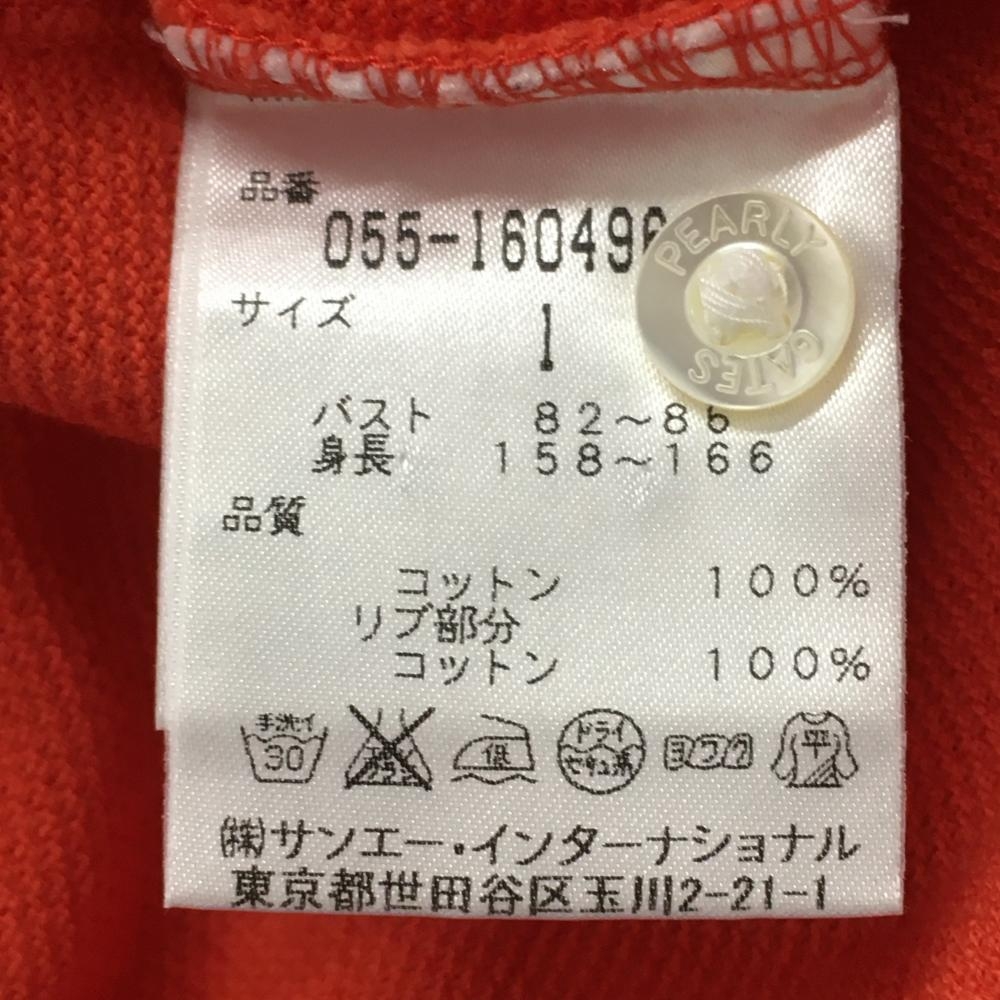 品番
055-160496
PEARLY
GATES
サイズ
1
バスト 82～86
身長 158～166
品質
コットン 100%
リブ部分
コットン 100%
手洗イ
30
低
ドライ
セキユ系
ヨワク
平
(株)サンエー・インターナショナル
東京都世田谷区玉川2-21-1